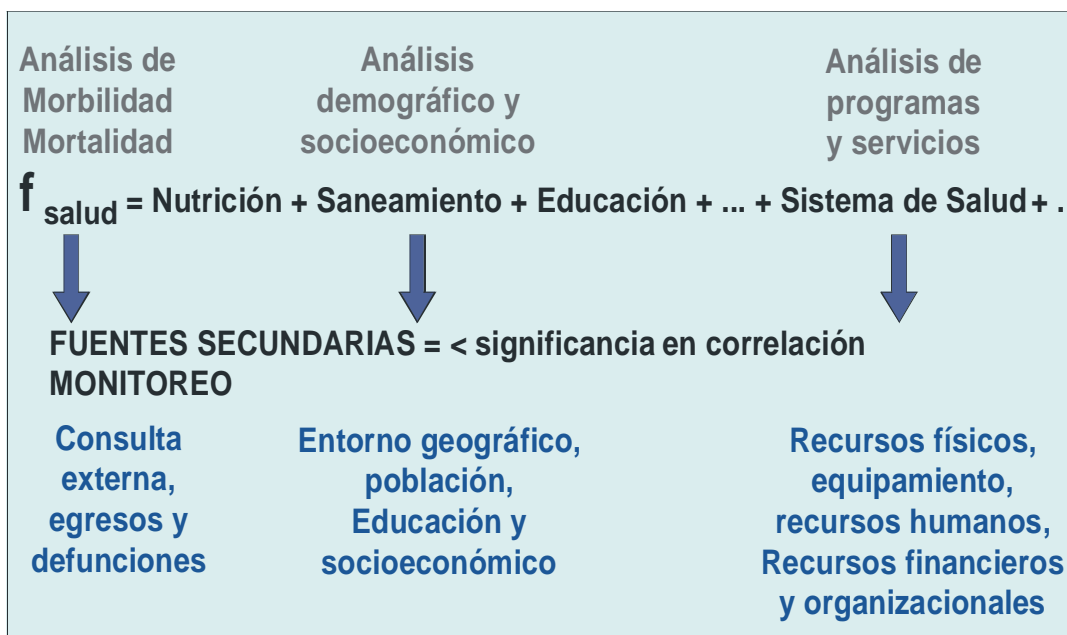 Análisis de
Morbilidad
Mortalidad
Análisis
demográfico y
socioeconómico
Análisis de
programas
y servicios
f salud = Nutrición + Saneamiento + Educación + ... + Sistema de Salud + .
FUENTES SECUNDARIAS = < significancia en correlación
MONITOREO
Consulta
externa,
egresos y
defunciones
Entorno geográfico,
población,
Educación y
socioeconómico
Recursos físicos,
equipamiento,
recursos humanos,
Recursos financieros
y organizacionales